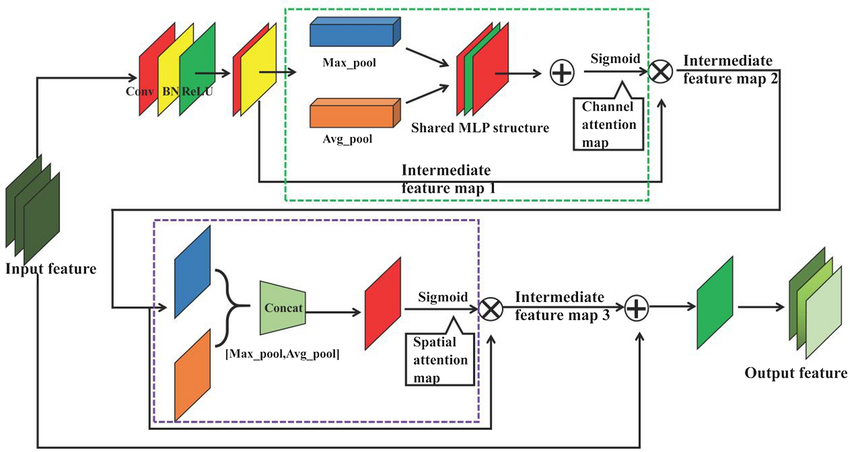 Sigmoid
Intermediate
feature map 2
Max_pool
Conv BN ReLU
Channel
attention
map
Shared MLP structure
Avg_pool
Intermediate
feature map 1
Input feature
Sigmoid
Intermediate
feature map 3
Concat
Spatial
attention
map
[Max_pool,Avg_pool]
Output feature